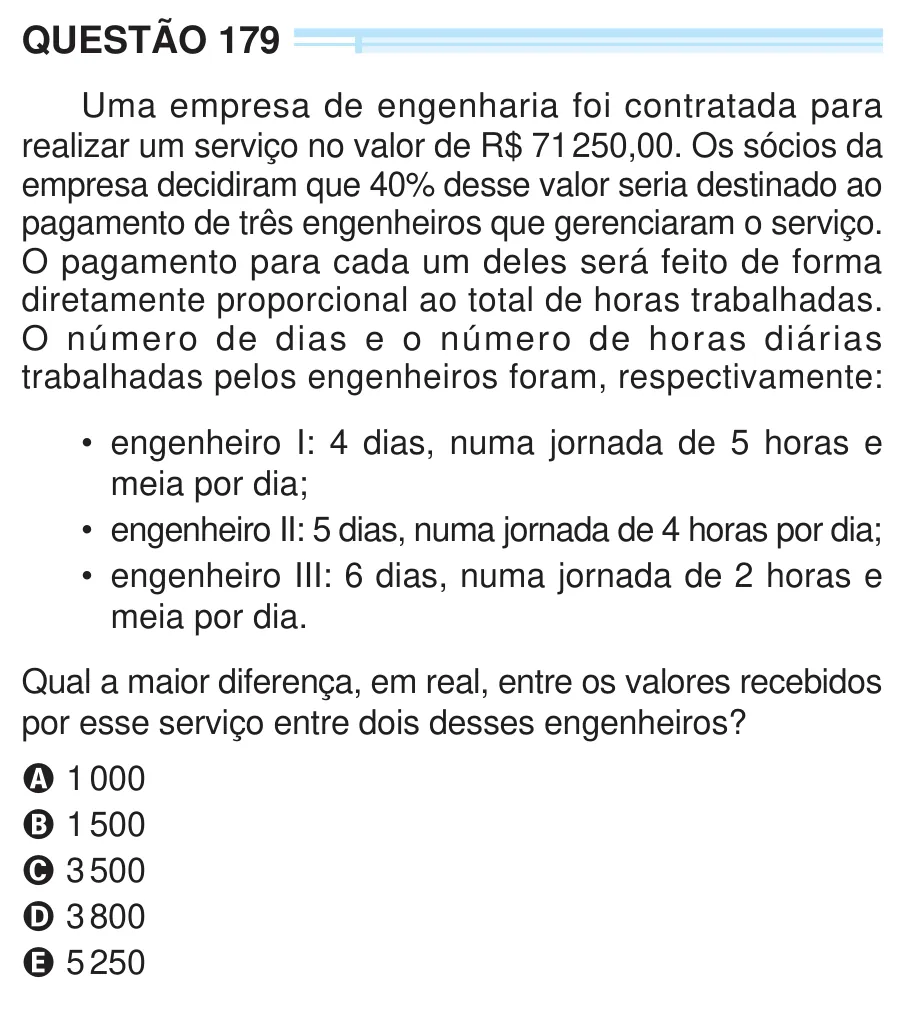 QUESTÃO 179
Uma empresa de engenharia foi contratada para
realizar um serviço no valor de R$ 71 250,00. Os sócios da
empresa decidiram que 40% desse valor seria destinado ao
pagamento de três engenheiros que gerenciaram o serviço.
O pagamento para cada um deles será feito de forma
diretamente proporcional ao total de horas trabalhadas.
O número de dias e o número de horas diárias
trabalhadas pelos engenheiros foram, respectivamente:
• engenheiro I: 4 dias, numa jornada de 5 horas e
meia por dia;
• engenheiro II: 5 dias, numa jornada de 4 horas por dia;
• engenheiro III: 6 dias, numa jornada de 2 horas e
meia por dia.
Qual a maior diferença, em real, entre os valores recebidos
por esse serviço entre dois desses engenheiros?
A 1 000
B 1 500
C 3 500
D 3 800
E 5 250